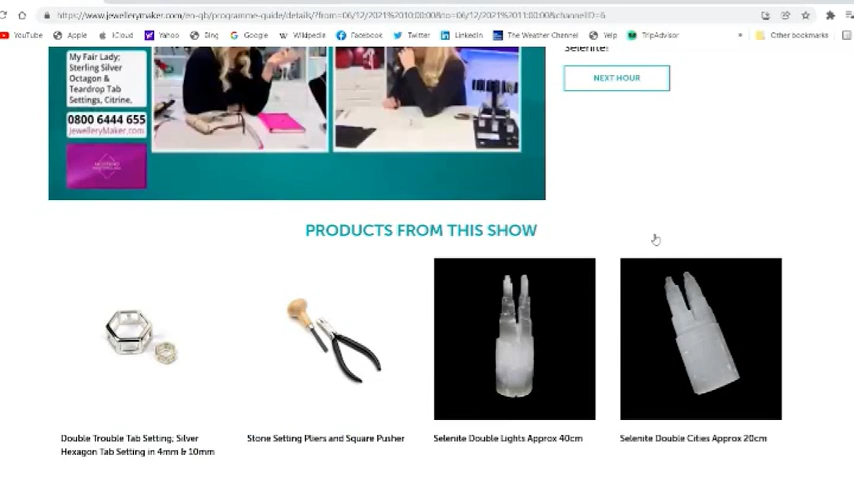 https://www.jewellerymaker.com/en-gb/programme-guide/details/?from=06/12/2021%2010:00:00&to=06/12/2021%2011:00:00&channelID=6
YouTube Apple iCloud Yahoo Bing Google Wikipedia Facebook Twitter LinkedIn The Weather Channel Yelp TripAdvisor » Other bookmarks
Selenite!
My Fair Lady;
Sterling Silver
Octagon &
Teardrop Tab
Settings, Citrine,
NEXT HOUR
0800 6444 655
JewelleryMaker.com
PRODUCTS FROM THIS SHOW
Double Trouble Tab Setting; Silver
Hexagon Tab Setting in 4mm & 10mm
Stone Setting Pliers and Square Pusher
Selenite Double Lights Approx 40cm
Selenite Double Cities Approx 20cm